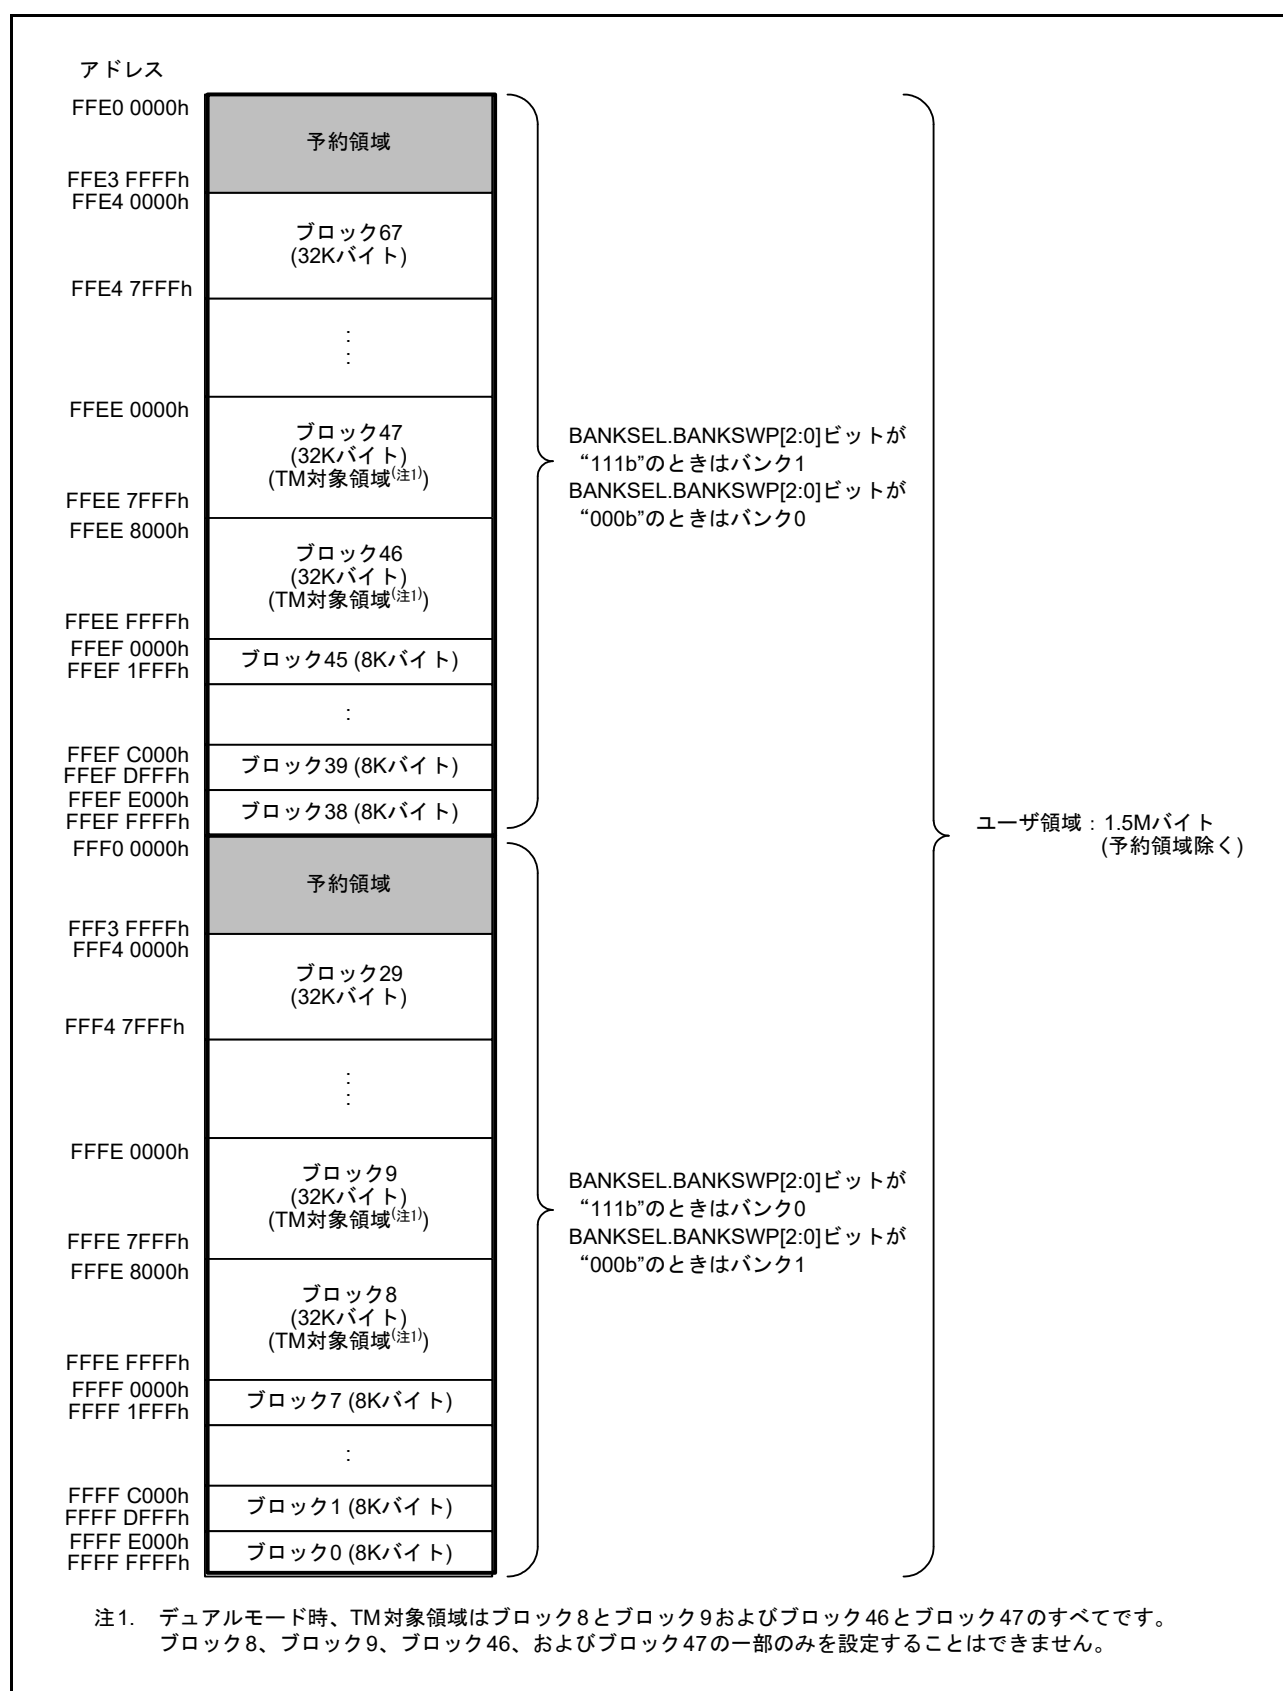 アドレス
FFE0 0000h
予約領域
FFE3 FFFFh
FFE4 0000h
ブロック67
(32Kバイト)
FFE4 7FFFh
:
:
FFEE 0000h
ブロック47
(32Kバイト)
(TM対象領域(注1))
FFEE 7FFFh
FFEE 8000h
ブロック46
(32Kバイト)
(TM対象領域(注1))
FFEE FFFFh
FFEF 0000h
FFEF 1FFFh
ブロック45 (8Kバイト)
:
FFEF C000h
FFEF DFFFh
ブロック39 (8Kバイト)
FFEF E000h
FFEF FFFFh
ブロック38 (8Kバイト)
BANKSEL.BANKSWP[2:0]ビットが
“111b”のときはバンク1
BANKSEL.BANKSWP[2:0]ビットが
“000b”のときはバンク0
FFF0 0000h
予約領域
FFF3 FFFFh
FFF4 0000h
ブロック29
(32Kバイト)
FFF4 7FFFh
:
:
FFFE 0000h
ブロック9
(32Kバイト)
(TM対象領域(注1))
FFFE 7FFFh
FFFE 8000h
ブロック8
(32Kバイト)
(TM対象領域(注1))
FFFE FFFFh
FFFF 0000h
FFFF 1FFFh
ブロック7 (8Kバイト)
:
FFFF C000h
FFFF DFFFh
ブロック1 (8Kバイト)
FFFF E000h
FFFF FFFFh
ブロック0 (8Kバイト)
BANKSEL.BANKSWP[2:0]ビットが
“111b”のときはバンク0
BANKSEL.BANKSWP[2:0]ビットが
“000b”のときはバンク1
ユーザ領域：1.5Mバイト
(予約領域除く)
注1. デュアルモード時、TM対象領域はブロック8とブロック9およびブロック46とブロック47のすべてです。
ブロック8、ブロック9、ブロック46、およびブロック47の一部のみを設定することはできません。